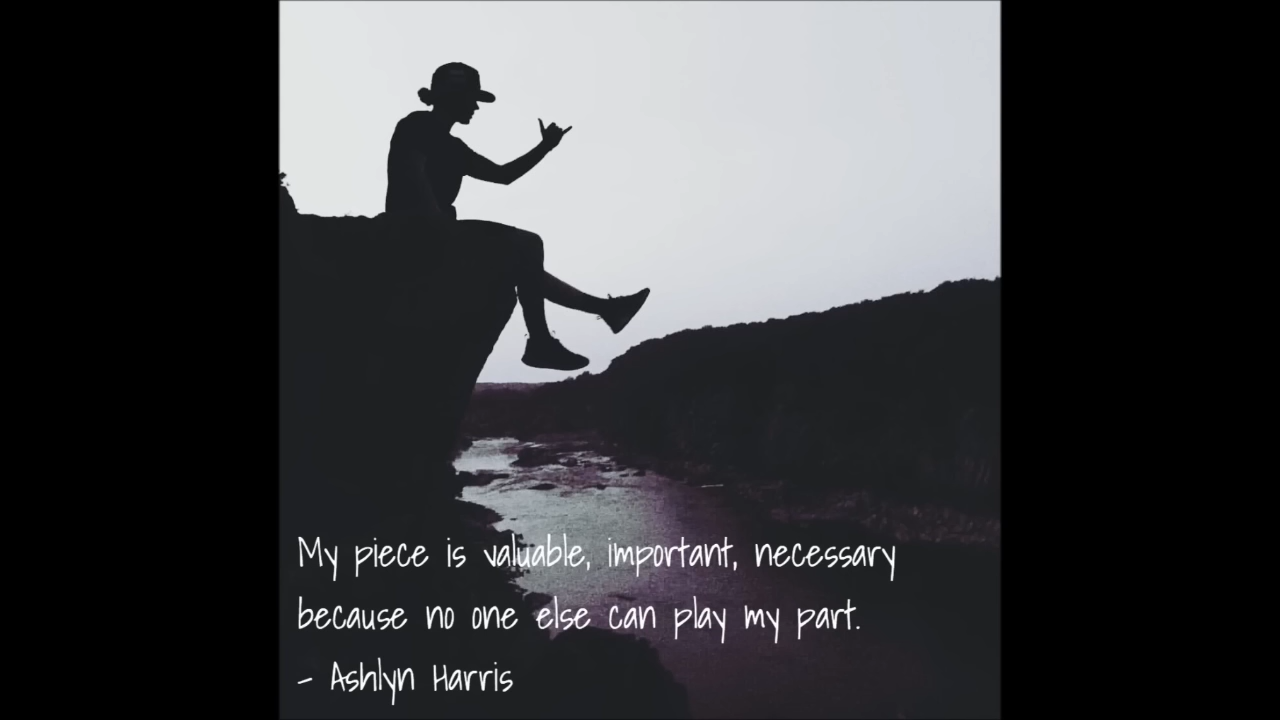 My piece is valuable, important, necessary
because no one else can play my part.
- Ashlyn Harris